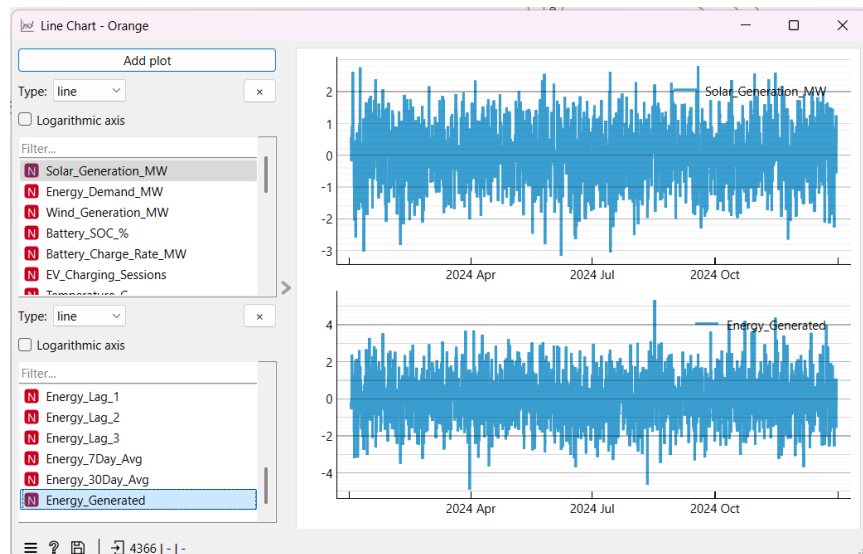 Line Chart - Orange
Add plot
Type: line
×
Logarithmic axis
Filter...
N Solar_Generation_MW
N Energy_Demand_MW
N Wind_Generation_MW
N Battery_SOC_%
N Battery_Charge_Rate_MW
N EV_Charging_Sessions
N Temperature_C
Type: line
×
Logarithmic axis
Filter...
N Energy_Lag_1
N Energy_Lag_2
N Energy_Lag_3
N Energy_7Day_Avg
N Energy_30Day_Avg
N Energy_Generated
4366 | - | -
Solar_Generation_MW
2
1
0
-1
-2
-3
2024 Apr
2024 Jul
2024 Oct
Energy_Generated
4
2
0
-2
-4
2024 Apr
2024 Jul
2024 Oct